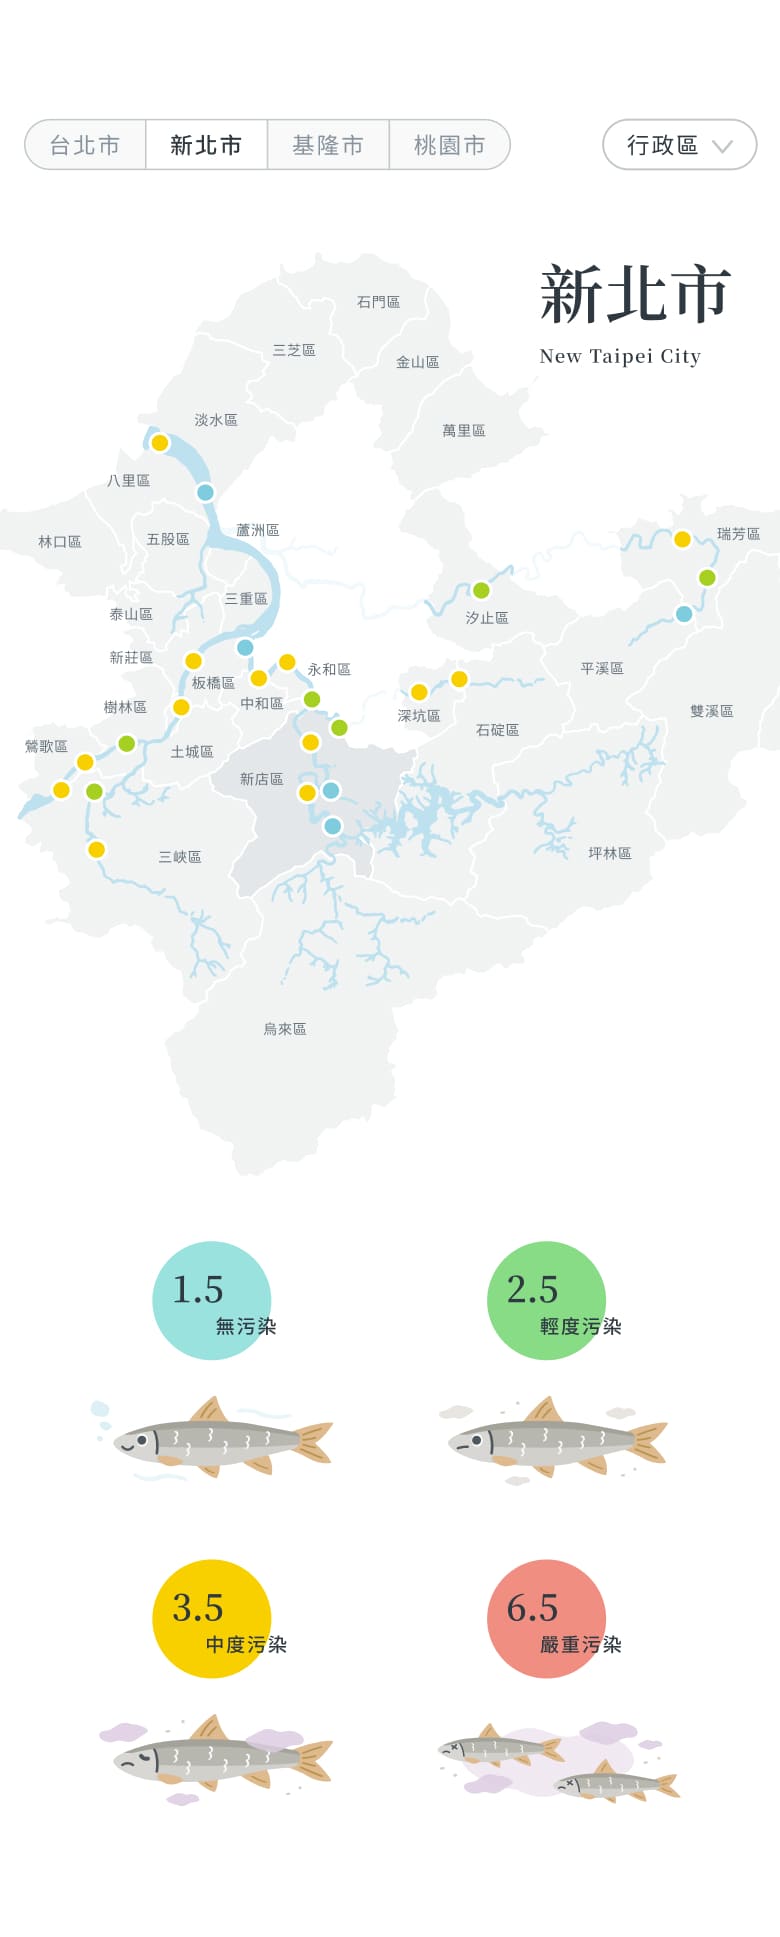 台北市
新北市
基隆市
桃園市
行政區
新北市
New Taipei City
石門區
三芝區
金山區
淡水區
萬里區
八里區
蘆洲區
瑞芳區
林口區
五股區
三重區
泰山區
汐止區
新莊區
永和區
平溪區
板橋區
中和區
樹林區
深坑區
雙溪區
石碇區
鶯歌區
土城區
新店區
三峽區
坪林區
烏來區
1.5
無污染
2.5
輕度污染
3.5
中度污染
6.5
嚴重污染